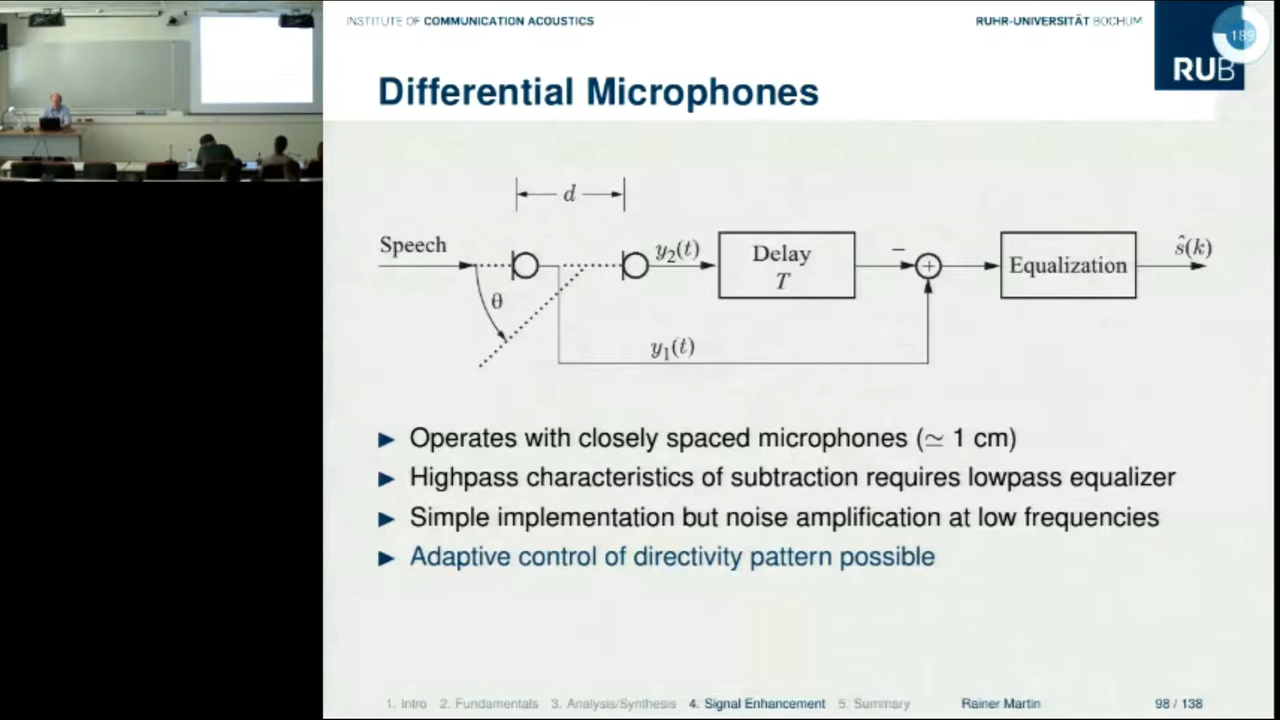 INSTITUTE OF COMMUNICATION ACOUSTICS
RUHR-UNIVERSITÄT BOCHUM
189
RUB
Differential Microphones
d
Speech
y₂(t)
Delay
T
−
+
Equalization
ŝ(k)
θ
y₁(t)
► Operates with closely spaced microphones (≃ 1 cm)
► Highpass characteristics of subtraction requires lowpass equalizer
► Simple implementation but noise amplification at low frequencies
► Adaptive control of directivity pattern possible
1. Intro 2. Fundamentals 3. Analysis/Synthesis 4. Signal Enhancement 5. Summary Rainer Martin 98 / 138